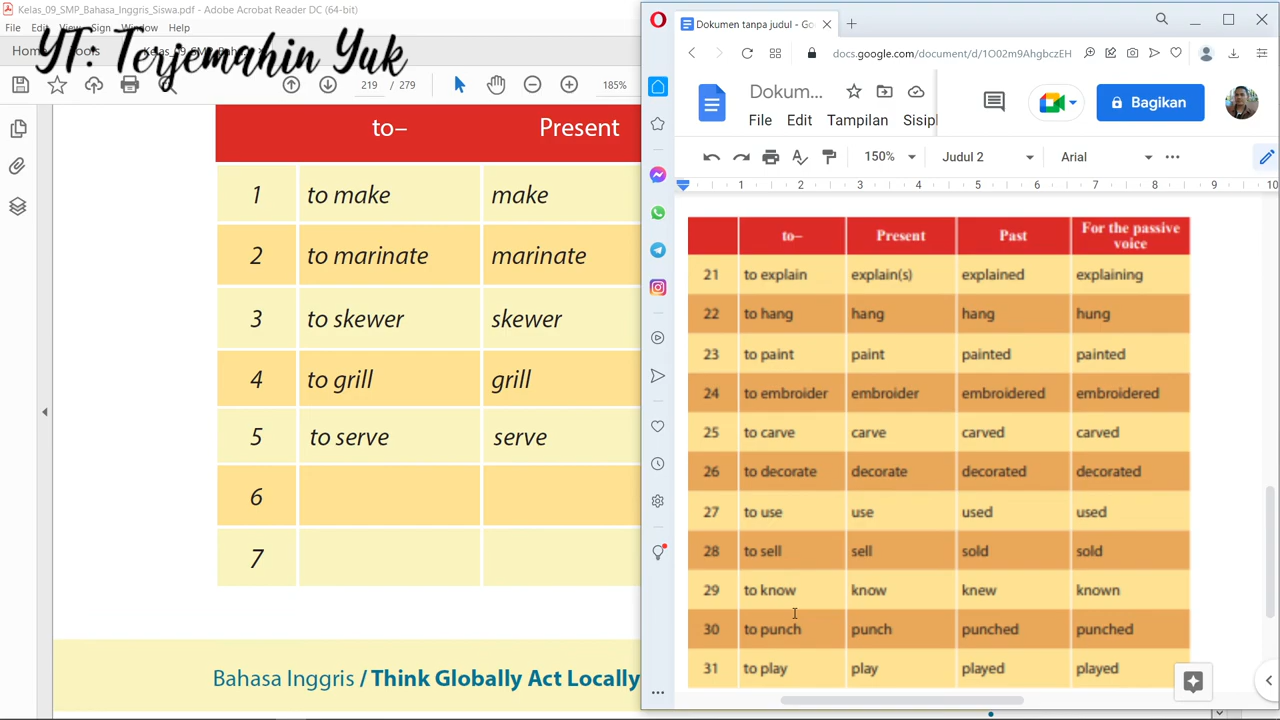 Kelas_09_SMP_Bahasa_Inggris_Siswa.pdf - Adobe Acrobat Reader DC (64-bit)
File Edit View Sign Window Help
YT: Terjemahin Yuk
219 / 279
185%
to– Present
1 to make make
2 to marinate marinate
3 to skewer skewer
4 to grill grill
5 to serve serve
6
7
Bahasa Inggris / Think Globally Act Locally
Dokumen tanpa judul - Go
docs.google.com/document/d/1O02m9AhgbczEH
Dokum...
Bagikan
File Edit Tampilan Sisip
150% Judul 2 Arial
1 2 3 4 5 6 7 8 9 10
to– Present Past For the passive voice
21 to explain explain(s) explained explaining
22 to hang hang hang hung
23 to paint paint painted painted
24 to embroider embroider embroidered embroidered
25 to carve carve carved carved
26 to decorate decorate decorated decorated
27 to use use used used
28 to sell sell sold sold
29 to know know knew known
30 to punch punch punched punched
31 to play play played played